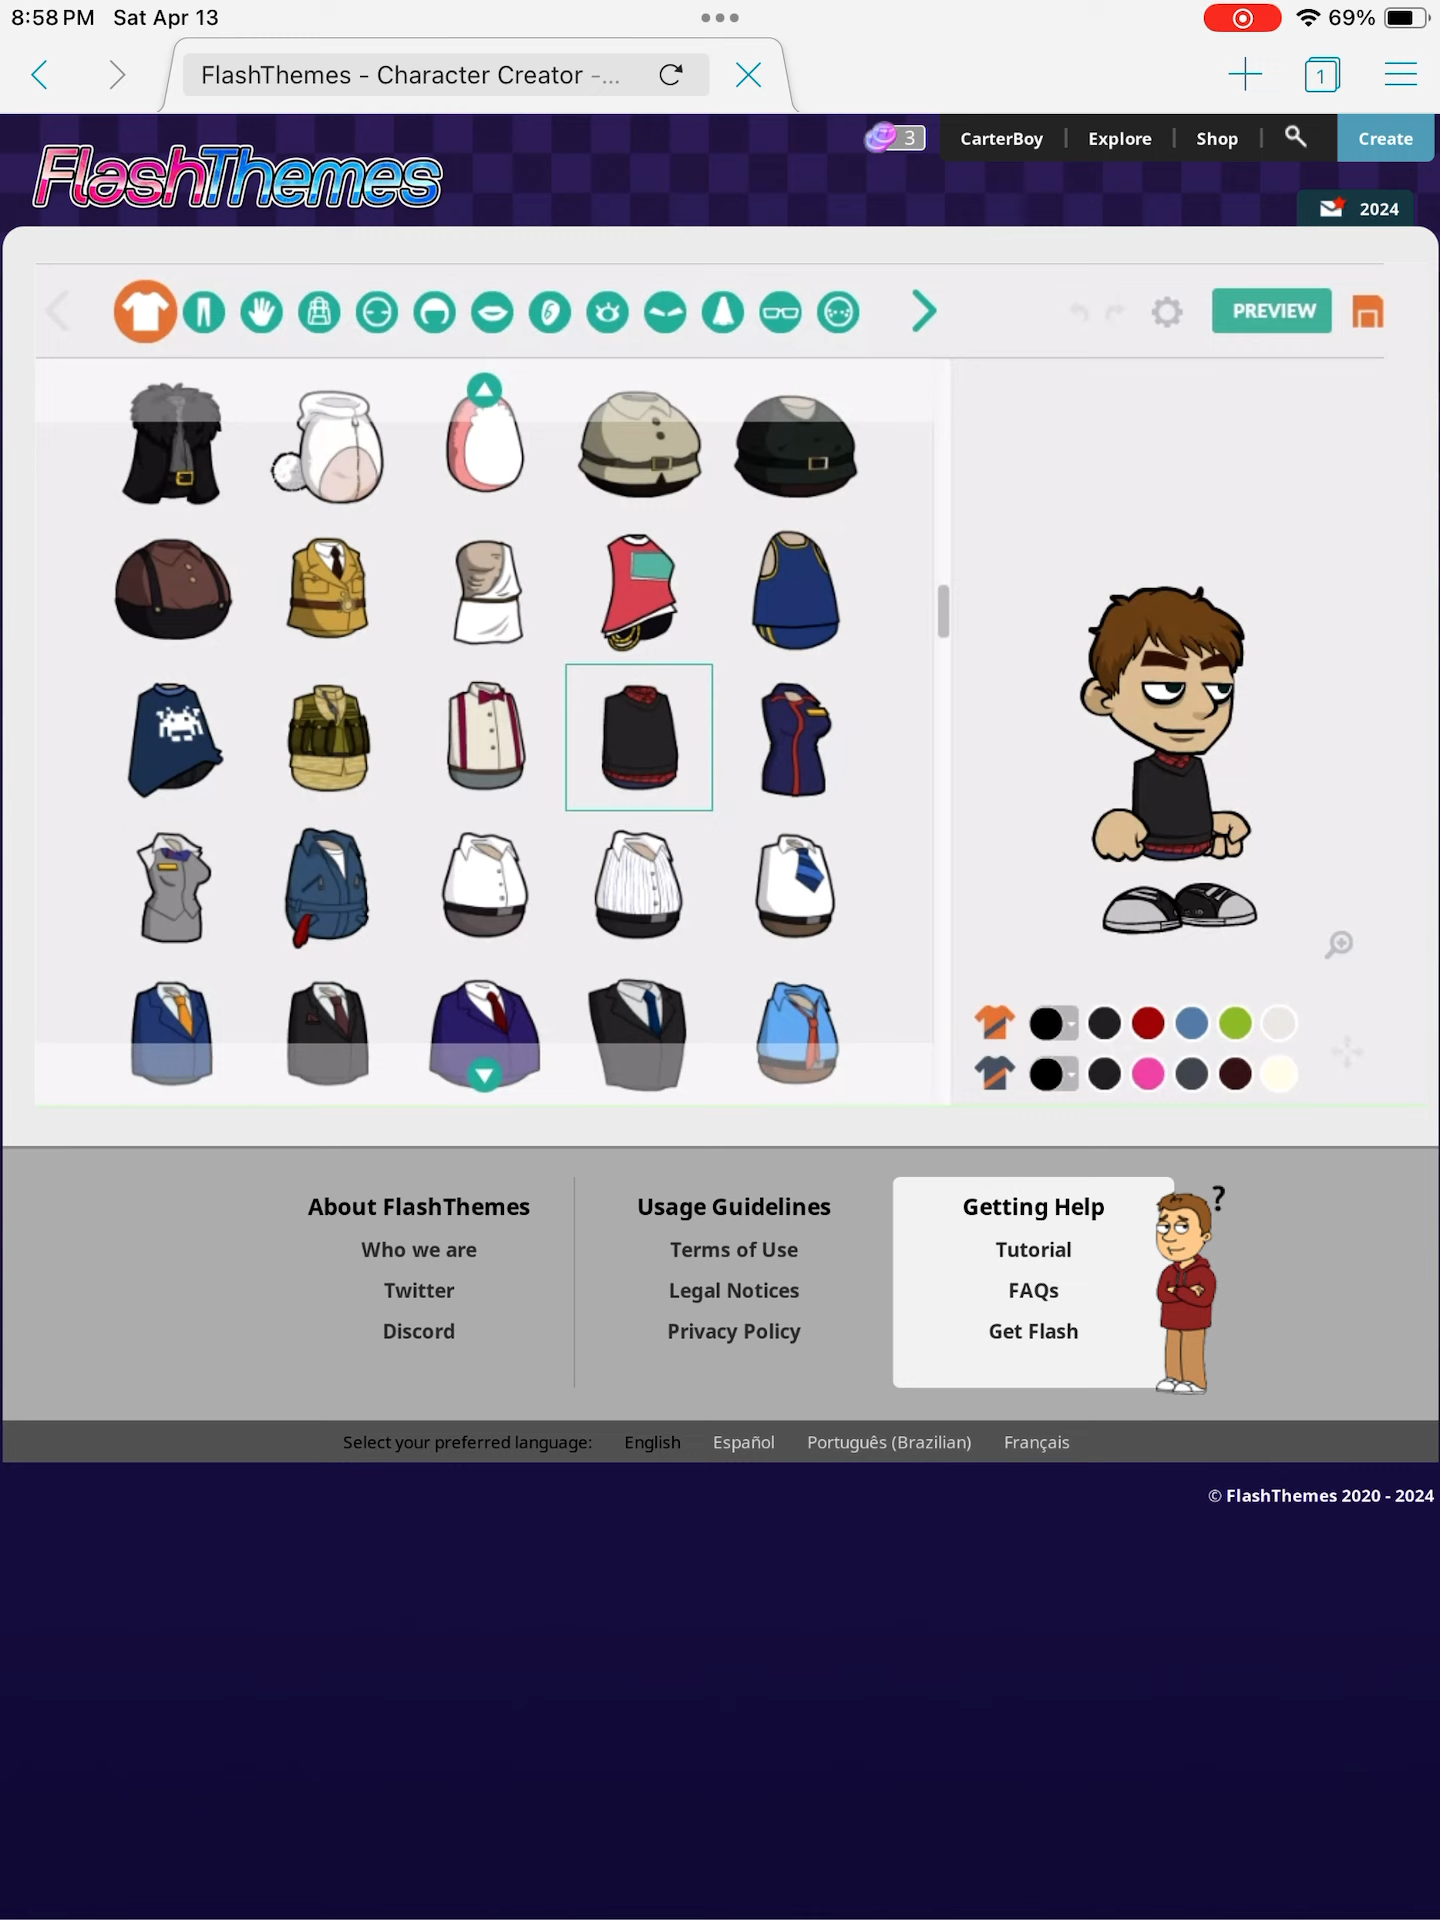 8:58 PM Sat Apr 13
69%
FlashThemes - Character Creator -...
1
FlashThemes
3
CarterBoy
Explore
Shop
Create
2024
PREVIEW
About FlashThemes
Who we are
Twitter
Discord
Usage Guidelines
Terms of Use
Legal Notices
Privacy Policy
Getting Help
Tutorial
FAQs
Get Flash
?
Select your preferred language: English Español Português (Brazilian) Français
© FlashThemes 2020 - 2024